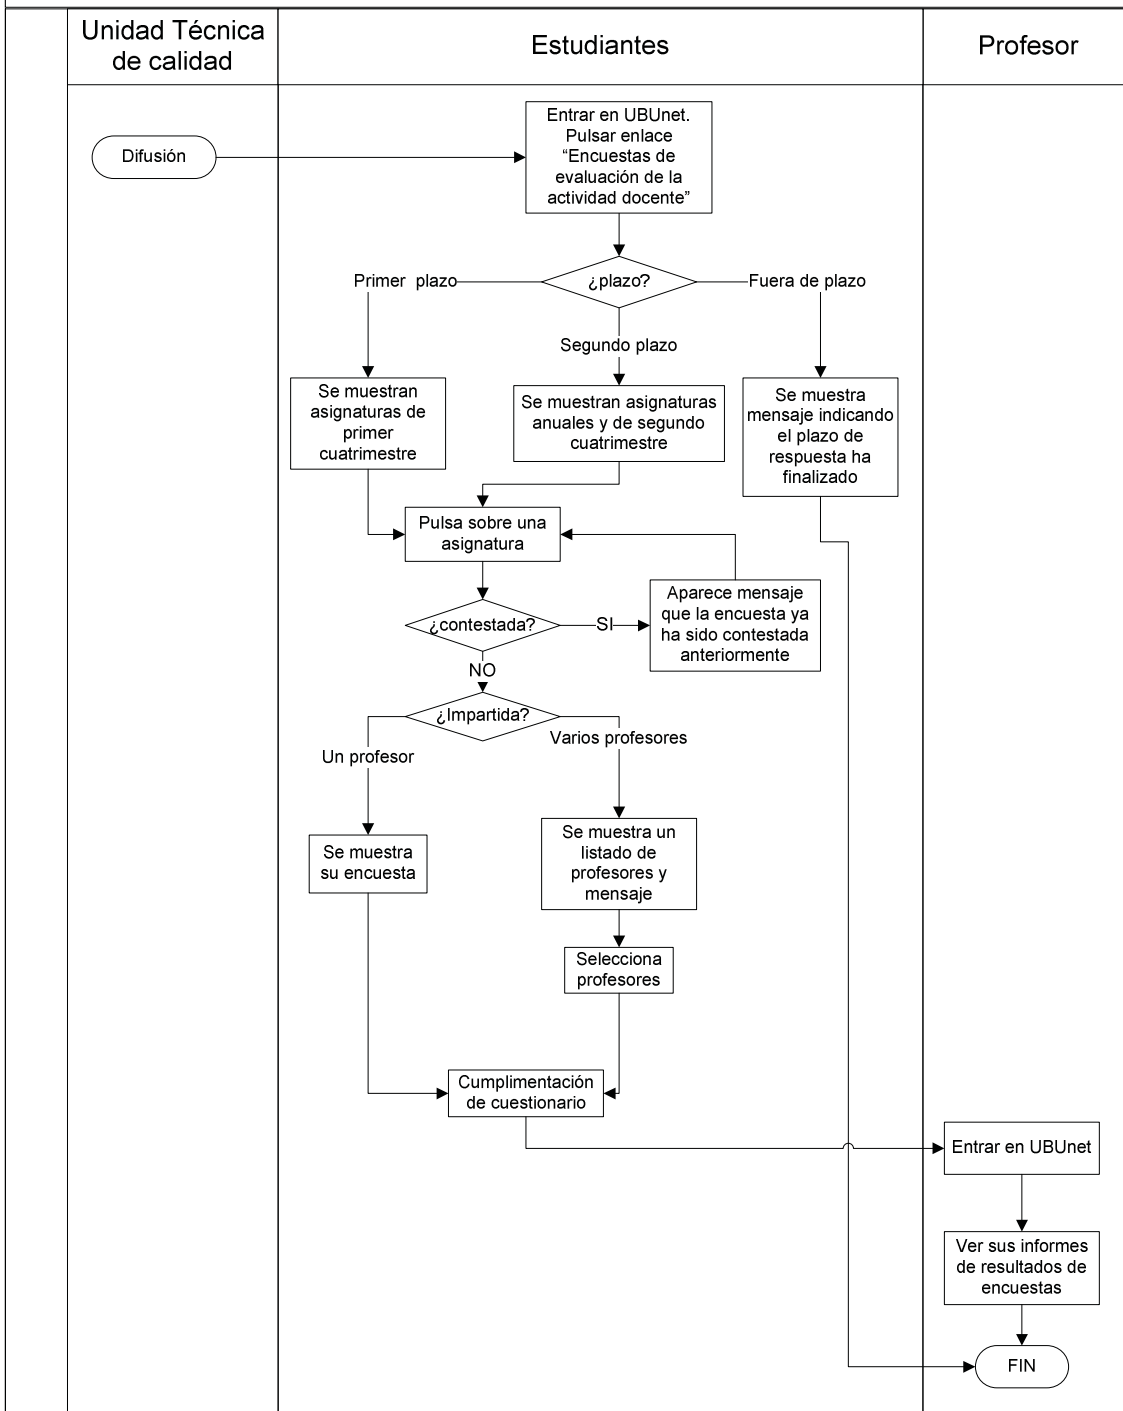 Unidad Técnica
de calidad
Estudiantes
Profesor
Difusión
Entrar en UBUnet.
Pulsar enlace
“Encuestas de
evaluación de la
actividad docente”
Primer plazo
¿plazo?
Fuera de plazo
Segundo plazo
Se muestran
asignaturas de
primer
cuatrimestre
Se muestran asignaturas
anuales y de segundo
cuatrimestre
Se muestra
mensaje indicando
el plazo de
respuesta ha
finalizado
Pulsa sobre una
asignatura
¿contestada?
SI
Aparece mensaje
que la encuesta ya
ha sido contestada
anteriormente
NO
¿Impartida?
Un profesor
Varios profesores
Se muestra
su encuesta
Se muestra un
listado de
profesores y
mensaje
Selecciona
profesores
Cumplimentación
de cuestionario
Entrar en UBUnet
Ver sus informes
de resultados de
encuestas
FIN